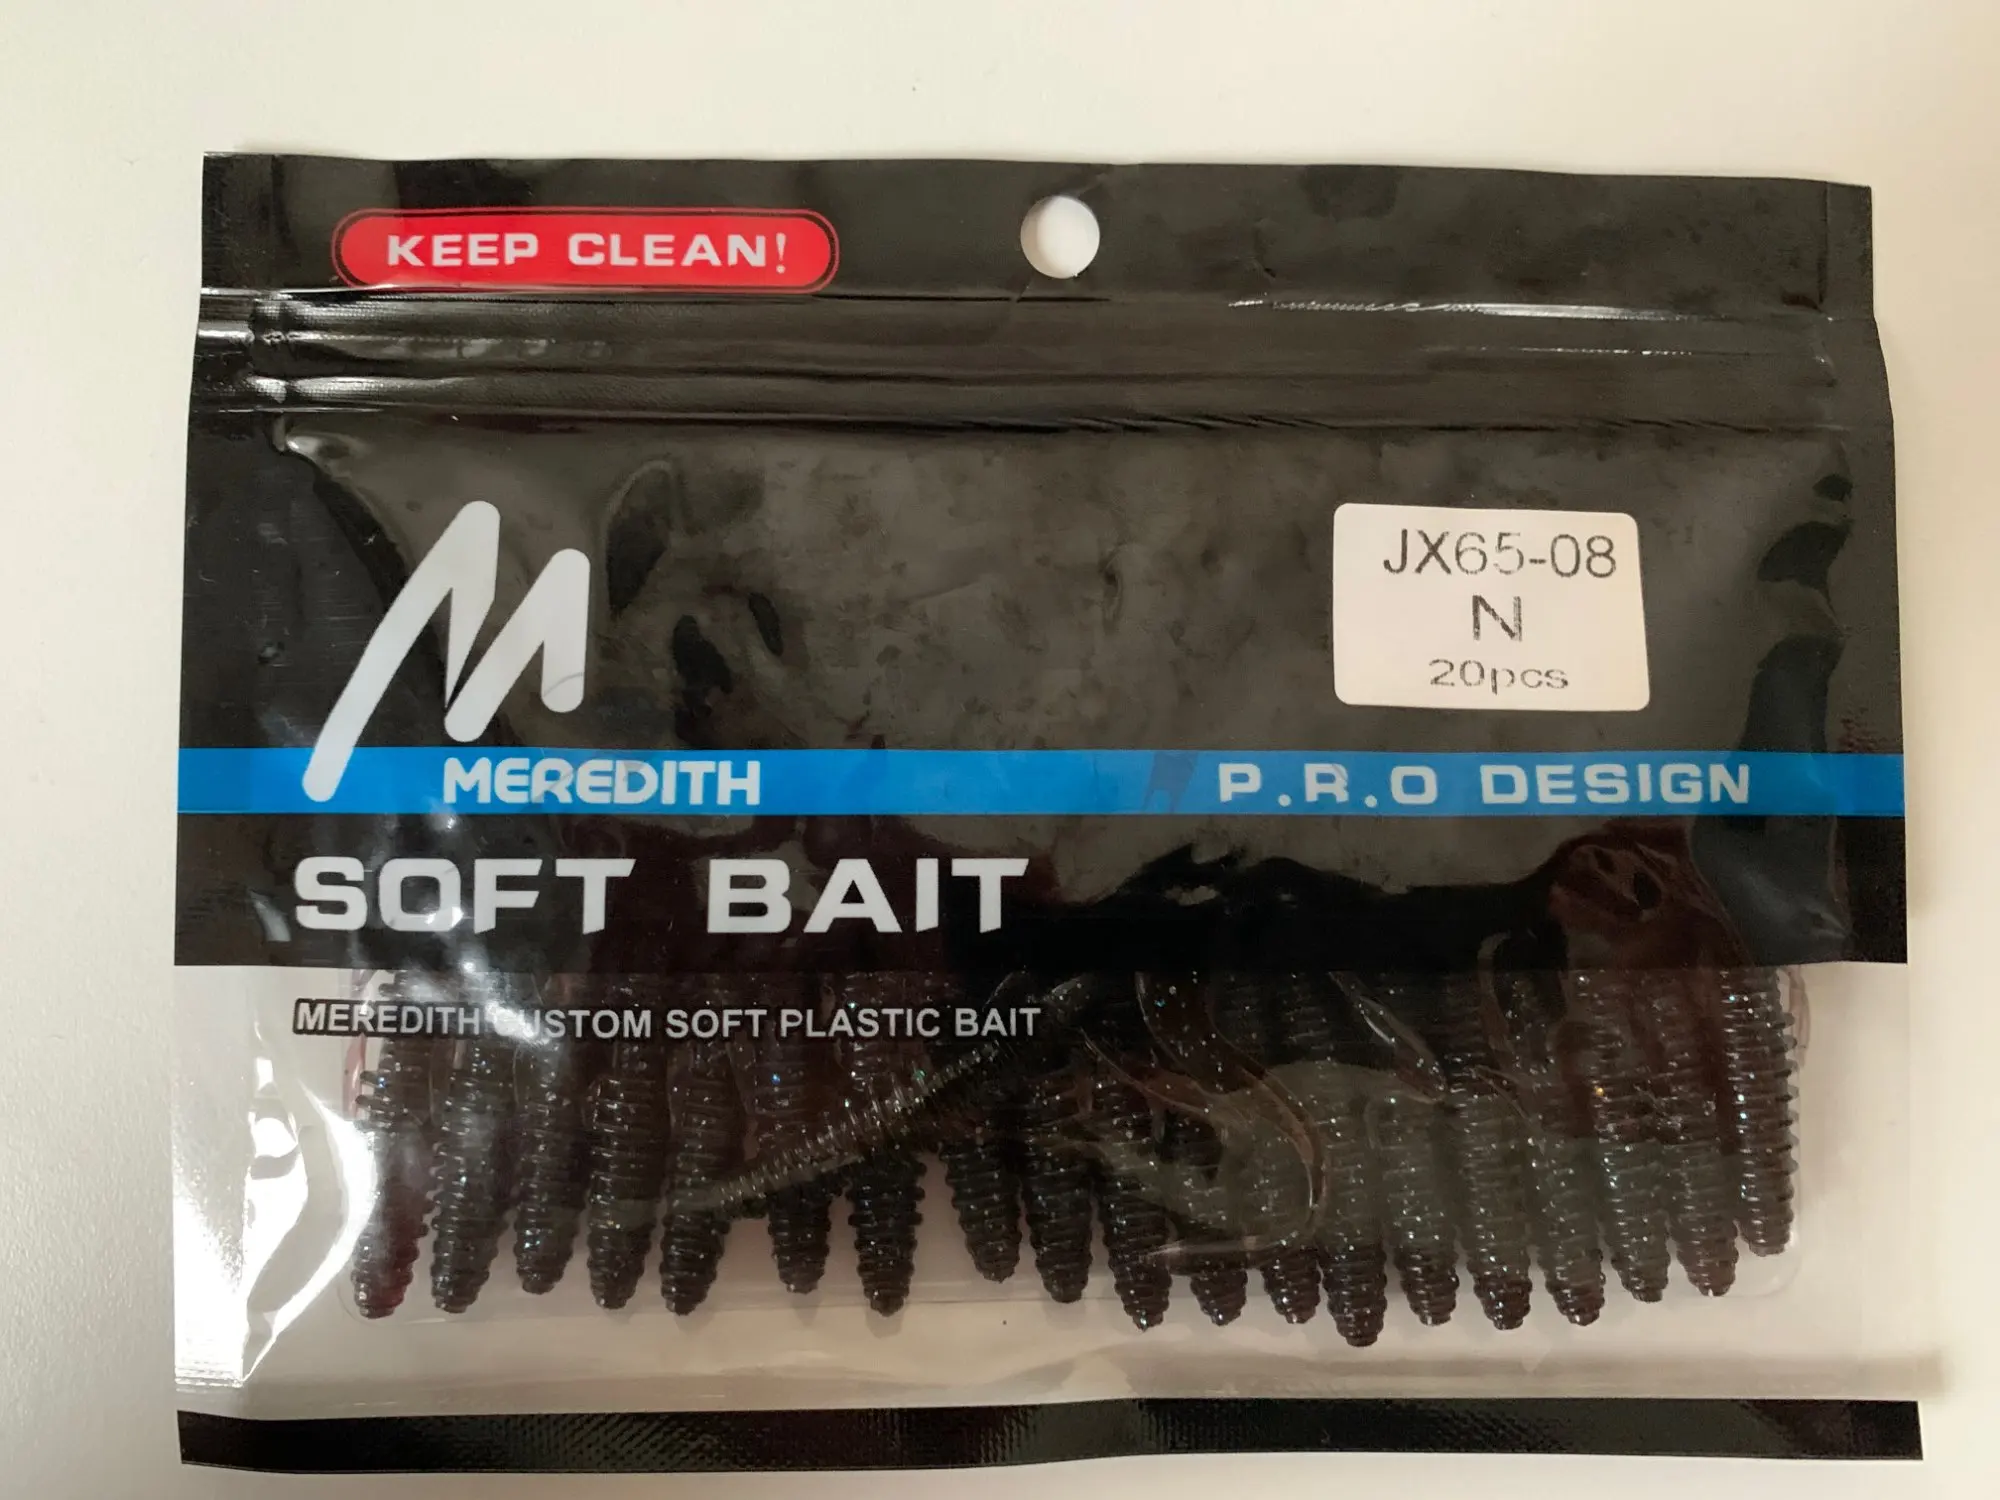 KEEP CLEAN!
JX65-08
N
20pcs
MEREDITH
P.R.O DESIGN
SOFT BAIT
MEREDITH CUSTOM SOFT PLASTIC BAIT